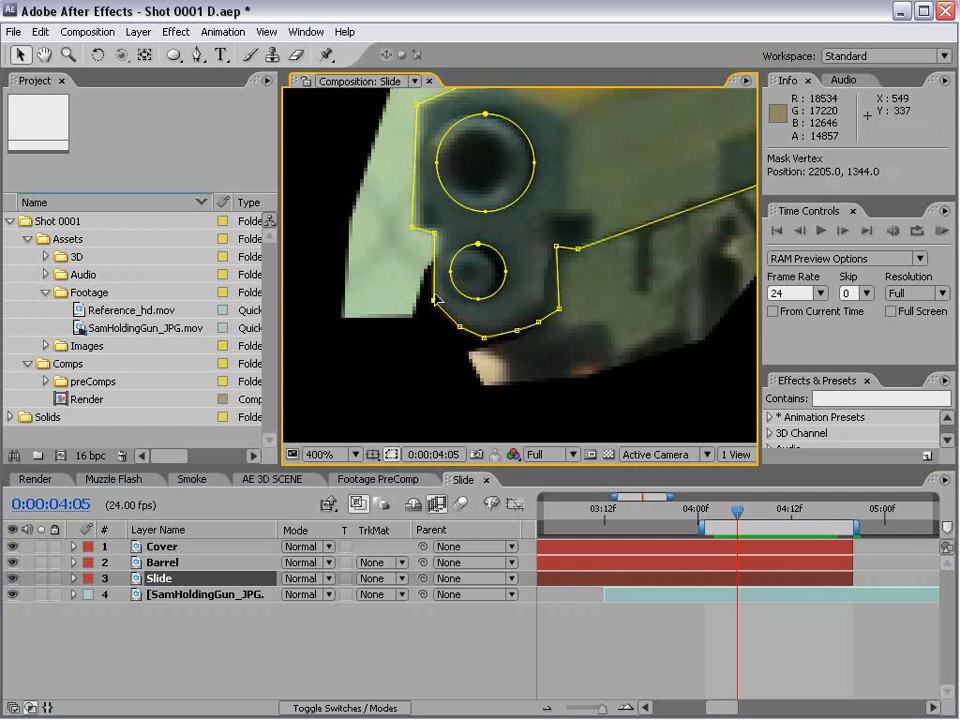 Adobe After Effects - Shot 0001 D.aep *
File Edit Composition Layer Effect Animation View Window Help
Workspace: Standard
Project
Composition: Slide
Info Audio
R: 18534
G: 17220
B: 12646
A: 14857
X: 549
Y: 337
Mask Vertex
Position: 2205.0, 1344.0
Name Type
Shot 0001 Folde
Assets Folde
3D Folde
Audio Folde
Footage Folde
Reference_hd.mov Quick
SamHoldingGun_JPG.mov Quick
Images Folde
Comps Folde
preComps Folde
Render Comp
Solids Folde
16 bpc
Time Controls
RAM Preview Options
Frame Rate Skip Resolution
24 0 Full
From Current Time Full Screen
Effects & Presets
Contains:
* Animation Presets
3D Channel
400% 0:00:04:05 Full Active Camera 1 View
Render Muzzle Flash Smoke AE 3D SCENE Footage PreComp Slide
0:00:04:05 (24.00 fps)
03:12f 04:00f 04:12f 05:00f
# Layer Name Mode T TrkMat Parent
1 Cover Normal None
2 Barrel Normal None None
3 Slide Normal None None
4 [SamHoldingGun_JPG. Normal None None
Toggle Switches / Modes